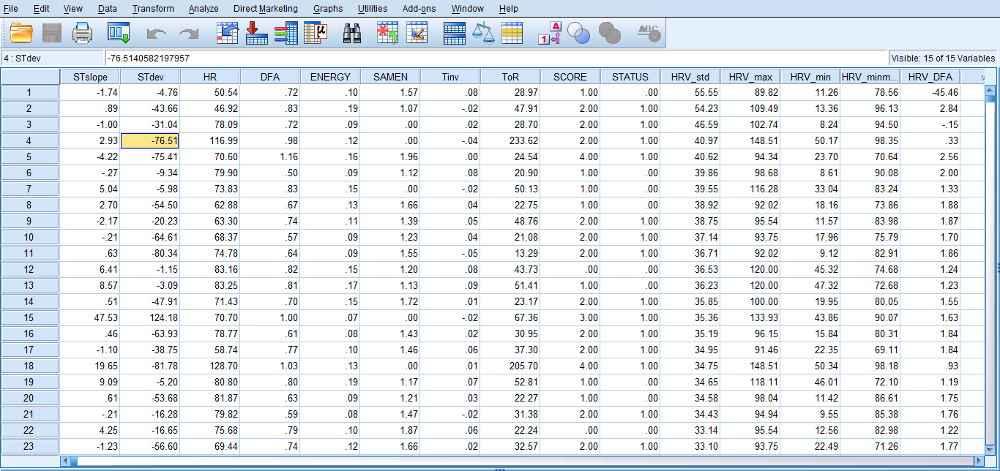 File Edit View Data Transform Analyze Direct Marketing Graphs Utilities Add-ons Window Help
μ A 1 ABC
4 : STdev -76.5140582197957 Visible: 15 of 15 Variables
STslope STdev HR DFA ENERGY SAMEN Tinv ToR SCORE STATUS HRV_std HRV_max HRV_min HRV_minm... HRV_DFA v
1 -1.74 -4.76 50.54 .72 .10 1.57 .08 28.97 1.00 .00 55.55 89.82 11.26 78.56 -45.46
2 .89 -43.66 46.92 .83 .19 1.07 -.02 47.91 2.00 1.00 54.23 109.49 13.36 96.13 2.84
3 -1.00 -31.04 78.09 .72 .09 .00 .02 28.70 2.00 1.00 46.59 102.74 8.24 94.50 -.15
4 2.93 -76.51 116.99 .98 .12 .00 -.04 233.62 2.00 1.00 40.97 148.51 50.17 98.35 .33
5 -4.22 -75.41 70.60 1.16 .16 1.96 .00 24.54 4.00 1.00 40.62 94.34 23.70 70.64 2.56
6 -.27 -9.34 79.90 .50 .09 1.12 .08 20.90 1.00 .00 39.86 98.68 8.61 90.08 2.00
7 5.04 -5.98 73.83 .83 .15 .00 -.02 50.13 1.00 .00 39.55 116.28 33.04 83.24 1.33
8 2.70 -54.50 62.88 .67 .13 1.66 .04 22.75 1.00 .00 38.92 92.02 18.16 73.86 1.88
9 -2.17 -20.23 63.30 .74 .11 1.39 .05 48.76 2.00 1.00 38.75 95.54 11.57 83.98 1.87
10 -.21 -64.61 68.37 .57 .09 1.23 .04 21.08 2.00 1.00 37.14 93.75 17.96 75.79 1.70
11 .63 -80.34 74.78 .64 .09 1.55 -.05 13.29 2.00 1.00 36.71 92.02 9.12 82.91 1.86
12 6.41 -1.15 83.16 .82 .15 1.20 .08 43.73 .00 .00 36.53 120.00 45.32 74.68 1.24
13 8.57 -3.09 83.25 .81 .17 1.13 .09 51.41 1.00 .00 36.23 120.00 47.32 72.68 1.23
14 .51 -47.91 71.43 .70 .15 1.72 .01 23.17 2.00 1.00 35.85 100.00 19.95 80.05 1.55
15 47.53 124.18 70.70 1.00 .07 .00 -.02 67.36 3.00 1.00 35.36 133.93 43.86 90.07 1.63
16 .46 -63.93 78.77 .61 .08 1.43 .02 30.95 2.00 1.00 35.19 96.15 15.84 80.31 1.84
17 -1.10 -38.75 58.74 .77 .10 1.46 .06 37.30 2.00 1.00 34.95 91.46 22.35 69.11 1.84
18 19.65 -81.78 128.70 1.03 .13 .00 .01 205.70 4.00 1.00 34.75 148.51 50.34 98.18 .93
19 9.09 -5.20 80.80 .80 .19 1.17 .07 52.81 1.00 .00 34.65 118.11 46.01 72.10 1.19
20 .61 -53.68 81.87 .63 .09 1.21 .03 22.27 1.00 .00 34.58 98.04 11.42 86.61 1.75
21 -.21 -16.28 79.82 .59 .08 1.47 -.02 31.38 2.00 1.00 34.43 94.94 9.55 85.38 1.76
22 4.25 -16.65 75.68 .79 .10 1.87 .06 22.24 .00 .00 33.14 95.54 12.56 82.98 1.22
23 -1.23 -56.60 69.44 .74 .12 1.66 .02 32.57 2.00 1.00 33.10 93.75 22.49 71.26 1.77